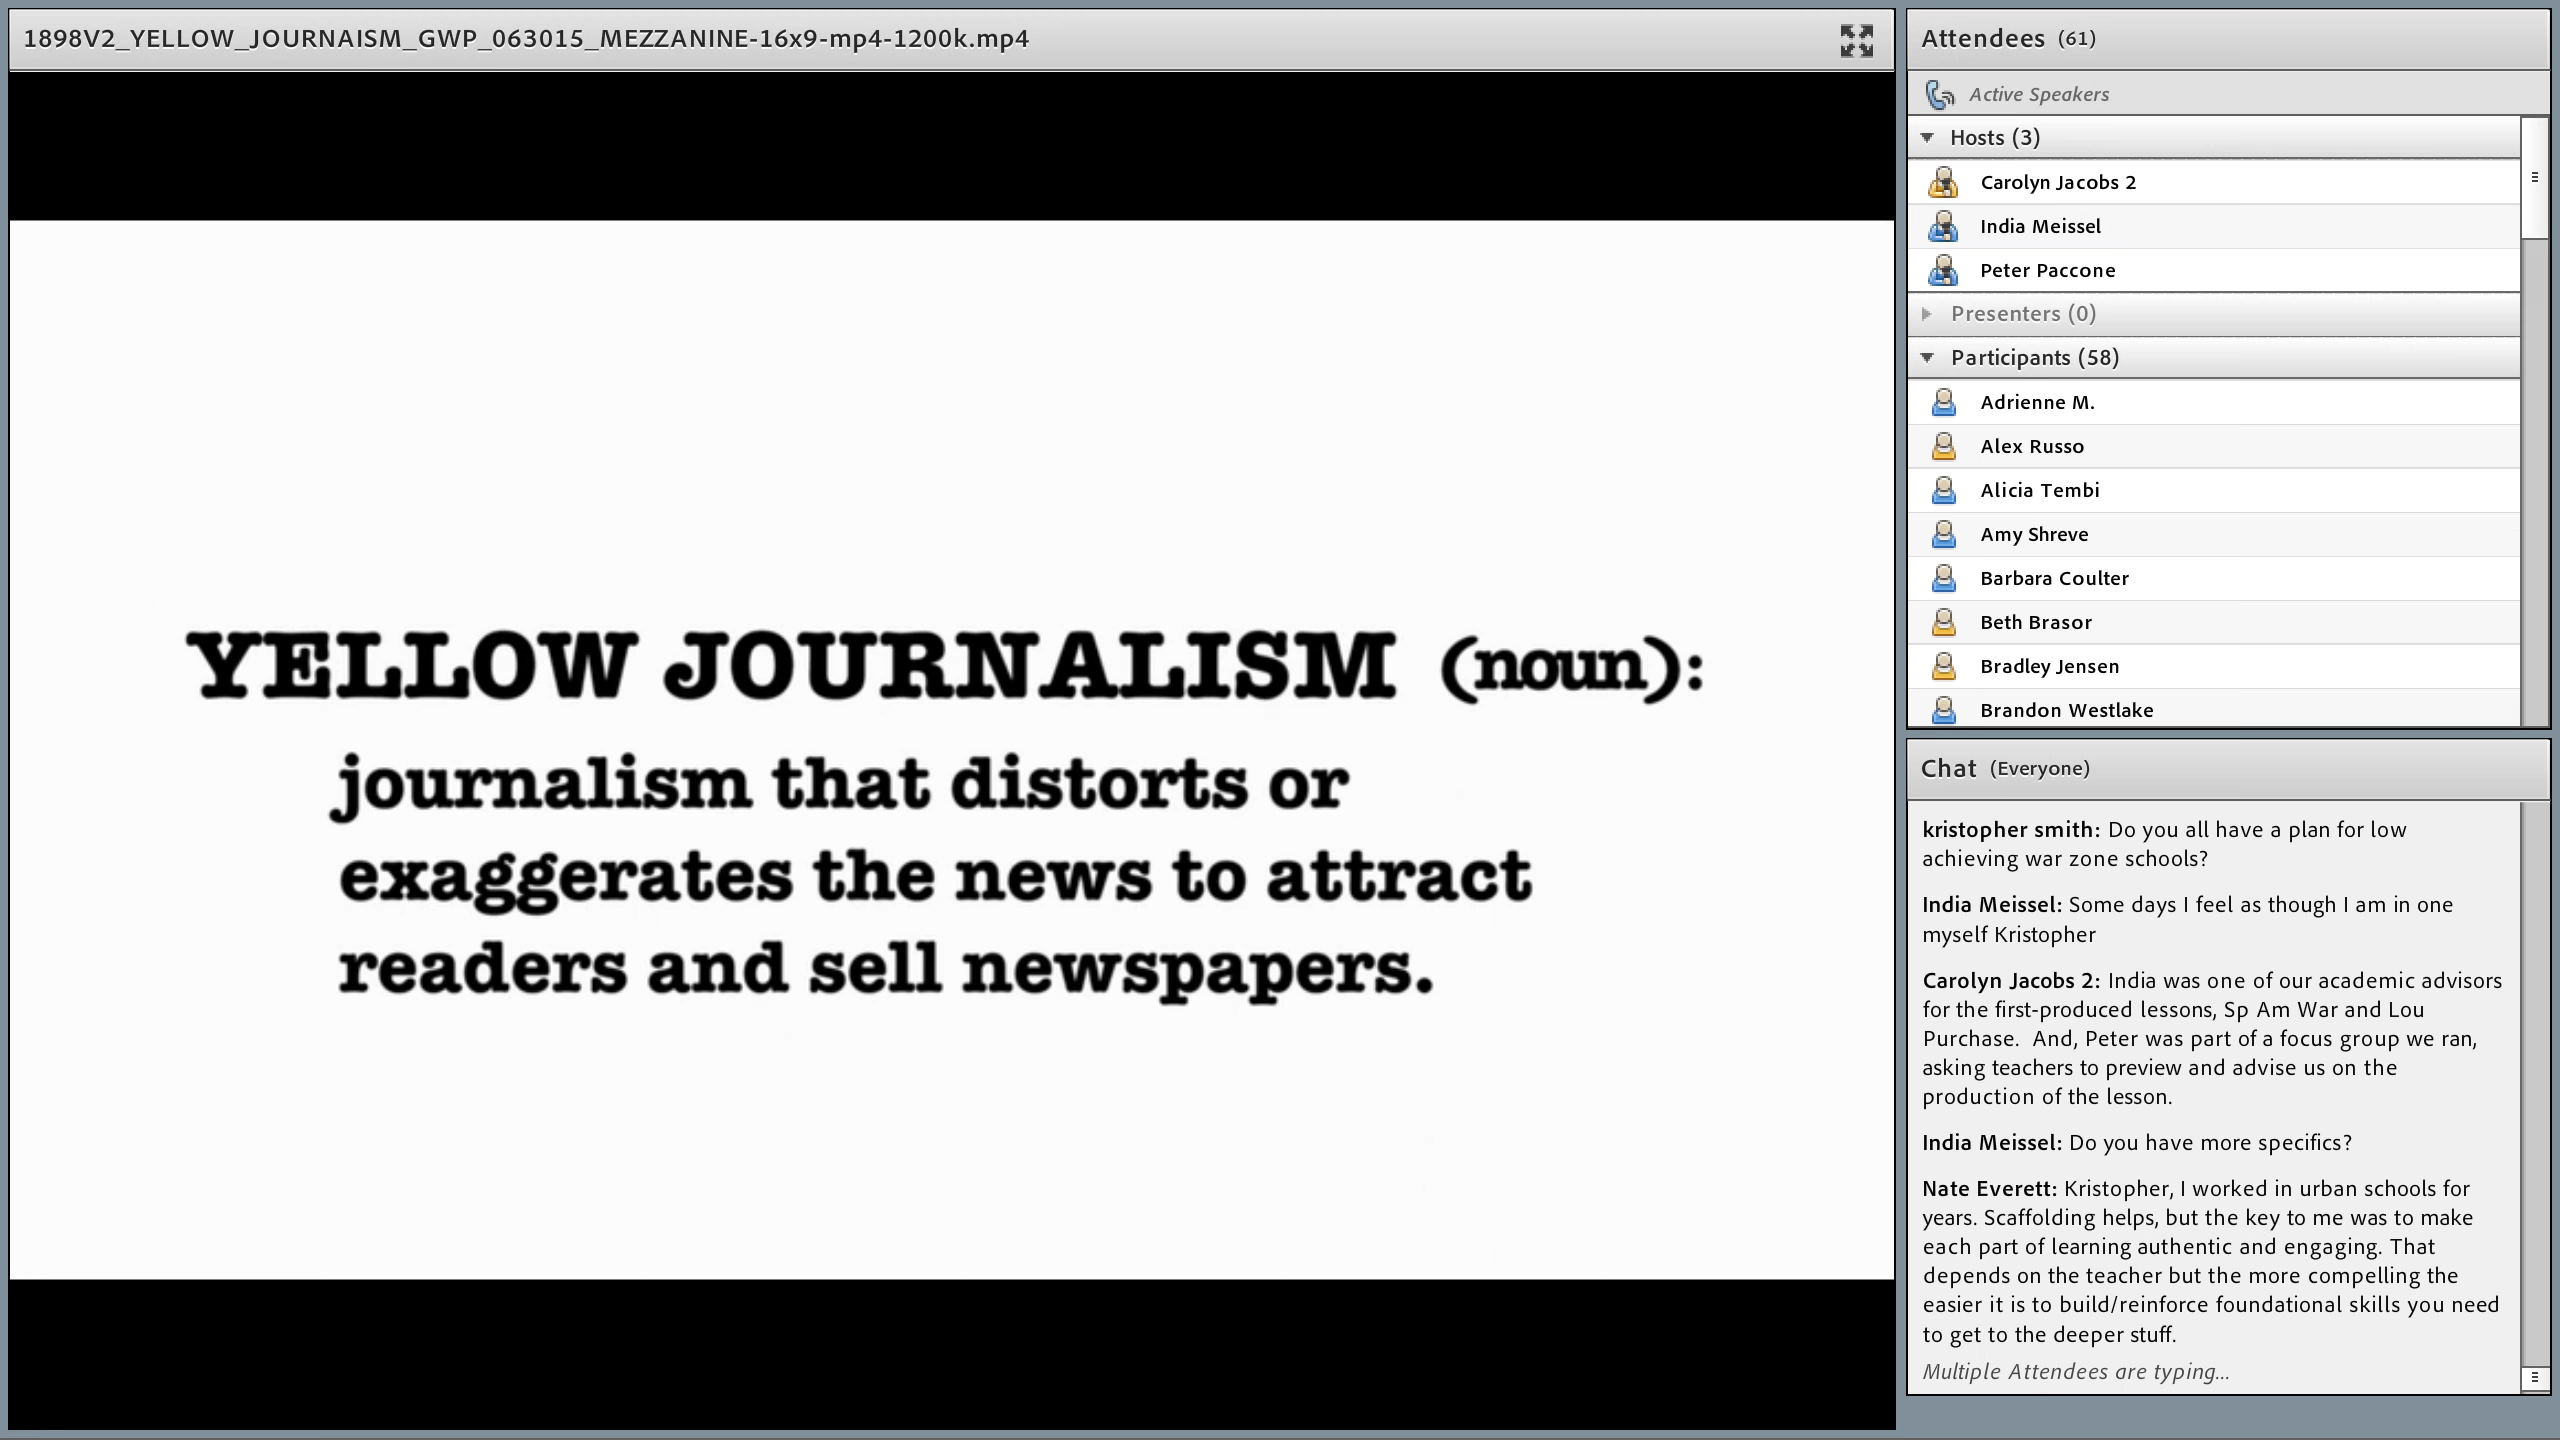 1898V2_YELLOW_JOURNAISM_GWP_063015_MEZZANINE-16x9-mp4-1200k.mp4
YELLOW JOURNALISM (noun):
journalism that distorts or
exaggerates the news to attract
readers and sell newspapers.
Attendees (61)
Active Speakers
Hosts (3)
Carolyn Jacobs 2
India Meissel
Peter Paccone
Presenters (0)
Participants (58)
Adrienne M.
Alex Russo
Alicia Tembi
Amy Shreve
Barbara Coulter
Beth Brasor
Bradley Jensen
Brandon Westlake
Chat (Everyone)
kristopher smith: Do you all have a plan for low
achieving war zone schools?
India Meissel: Some days I feel as though I am in one
myself Kristopher
Carolyn Jacobs 2: India was one of our academic advisors
for the first-produced lessons, Sp Am War and Lou
Purchase.  And, Peter was part of a focus group we ran,
asking teachers to preview and advise us on the
production of the lesson.
India Meissel: Do you have more specifics?
Nate Everett: Kristopher, I worked in urban schools for
years. Scaffolding helps, but the key to me was to make
each part of learning authentic and engaging. That
depends on the teacher but the more compelling the
easier it is to build/reinforce foundational skills you need
to get to the deeper stuff.
Multiple Attendees are typing...